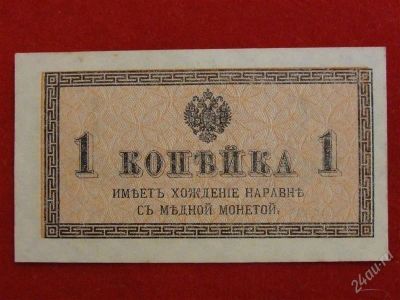 1 КОПѢЙКА 1
ИМѢЕТЪ ХОЖДЕНІЕ НАРАВНѢ
СЪ МѢДНОЙ МОНЕТОЙ.
24au.ru